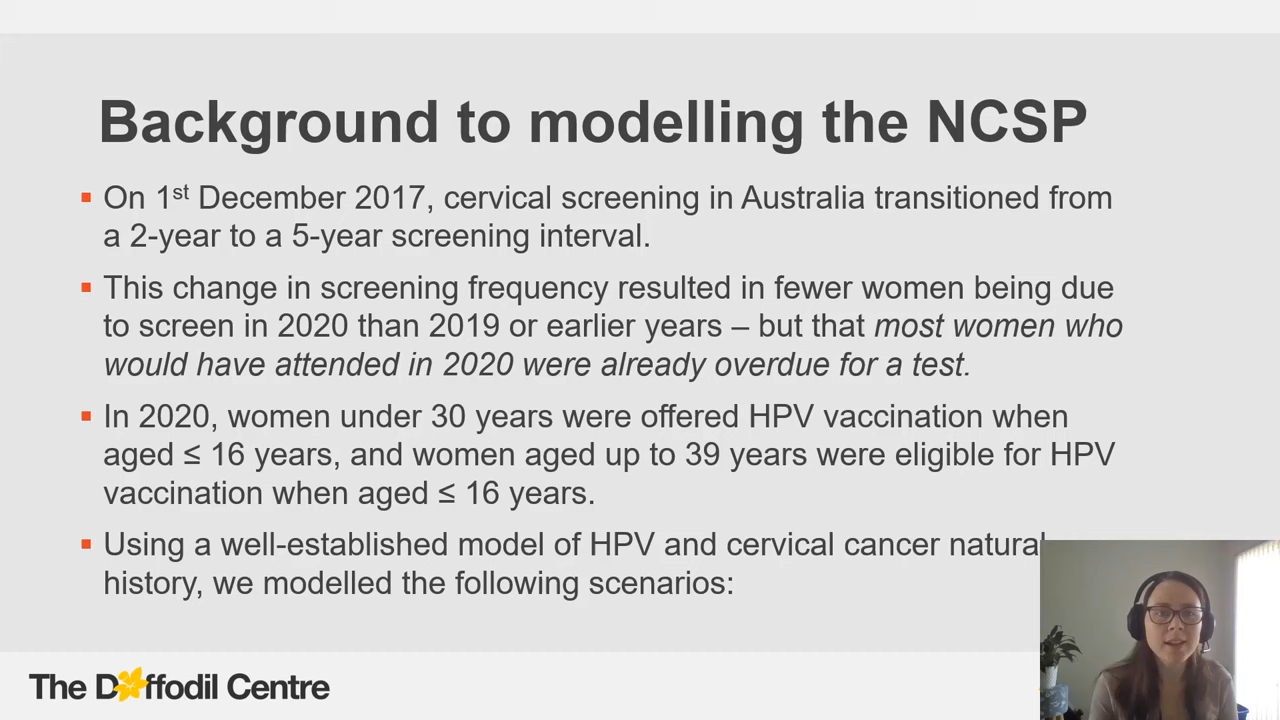 Background to modelling the NCSP
On 1st December 2017, cervical screening in Australia transitioned from
a 2-year to a 5-year screening interval.
This change in screening frequency resulted in fewer women being due
to screen in 2020 than 2019 or earlier years – but that most women who
would have attended in 2020 were already overdue for a test.
In 2020, women under 30 years were offered HPV vaccination when
aged ≤ 16 years, and women aged up to 39 years were eligible for HPV
vaccination when aged ≤ 16 years.
Using a well-established model of HPV and cervical cancer natural
history, we modelled the following scenarios:
The Daffodil Centre